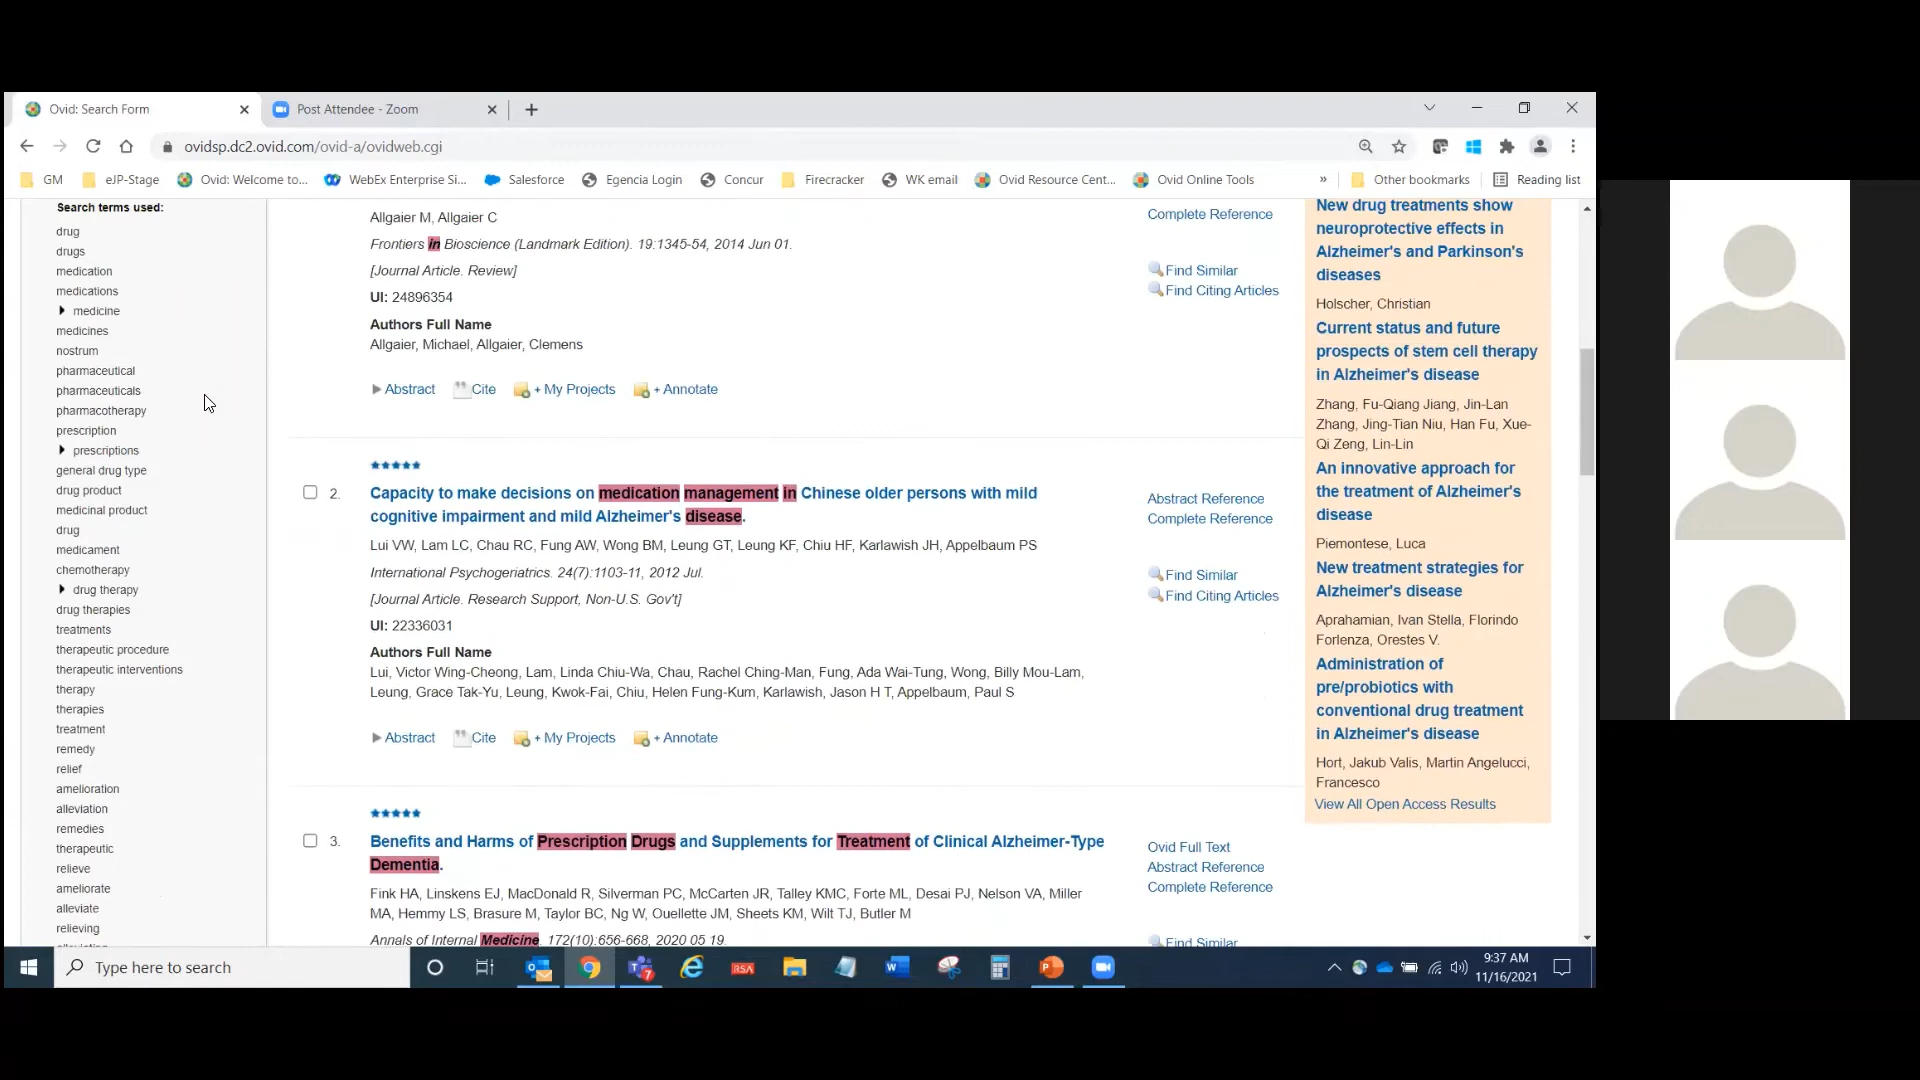 Ovid: Search Form
Post Attendee - Zoom
ovidsp.dc2.ovid.com/ovid-a/ovidweb.cgi
GM
eJP-Stage
Ovid: Welcome to...
WebEx Enterprise Si...
Salesforce
Egencia Login
Concur
Firecracker
WK email
Ovid Resource Cent...
Ovid Online Tools
»
Other bookmarks
Reading list
Search terms used:
drug
drugs
medication
medications
medicine
medicines
nostrum
pharmaceutical
pharmaceuticals
pharmacotherapy
prescription
prescriptions
general drug type
drug product
medicinal product
drug
medicament
chemotherapy
drug therapy
drug therapies
treatments
therapeutic procedure
therapeutic interventions
therapy
therapies
treatment
remedy
relief
amelioration
alleviation
remedies
therapeutic
relieve
ameliorate
alleviate
relieving
Allgaier M, Allgaier C
Frontiers in Bioscience (Landmark Edition). 19:1345-54, 2014 Jun 01.
[Journal Article. Review]
UI: 24896354
Authors Full Name
Allgaier, Michael, Allgaier, Clemens
Abstract
Cite
+ My Projects
+ Annotate
Complete Reference
Find Similar
Find Citing Articles
2.
Capacity to make decisions on medication management in Chinese older persons with mild
cognitive impairment and mild Alzheimer's disease.
Lui VW, Lam LC, Chau RC, Fung AW, Wong BM, Leung GT, Leung KF, Chiu HF, Karlawish JH, Appelbaum PS
International Psychogeriatrics. 24(7):1103-11, 2012 Jul.
[Journal Article. Research Support, Non-U.S. Gov't]
UI: 22336031
Authors Full Name
Lui, Victor Wing-Cheong, Lam, Linda Chiu-Wa, Chau, Rachel Ching-Man, Fung, Ada Wai-Tung, Wong, Billy Mou-Lam,
Leung, Grace Tak-Yu, Leung, Kwok-Fai, Chiu, Helen Fung-Kum, Karlawish, Jason H T, Appelbaum, Paul S
Abstract
Cite
+ My Projects
+ Annotate
Abstract Reference
Complete Reference
Find Similar
Find Citing Articles
3.
Benefits and Harms of Prescription Drugs and Supplements for Treatment of Clinical Alzheimer-Type
Dementia.
Fink HA, Linskens EJ, MacDonald R, Silverman PC, McCarten JR, Talley KMC, Forte ML, Desai PJ, Nelson VA, Miller
MA, Hemmy LS, Brasure M, Taylor BC, Ng W, Ouellette JM, Sheets KM, Wilt TJ, Butler M
Annals of Internal Medicine. 172(10):656-668, 2020 05 19.
Ovid Full Text
Abstract Reference
Complete Reference
Find Similar
New drug treatments show
neuroprotective effects in
Alzheimer's and Parkinson's
diseases
Holscher, Christian
Current status and future
prospects of stem cell therapy
in Alzheimer's disease
Zhang, Fu-Qiang Jiang, Jin-Lan
Zhang, Jing-Tian Niu, Han Fu, Xue-
Qi Zeng, Lin-Lin
An innovative approach for
the treatment of Alzheimer's
disease
Piemontese, Luca
New treatment strategies for
Alzheimer's disease
Aprahamian, Ivan Stella, Florindo
Forlenza, Orestes V.
Administration of
pre/probiotics with
conventional drug treatment
in Alzheimer's disease
Hort, Jakub Valis, Martin Angelucci,
Francesco
View All Open Access Results
Type here to search
7
RSA
9:37 AM
11/16/2021